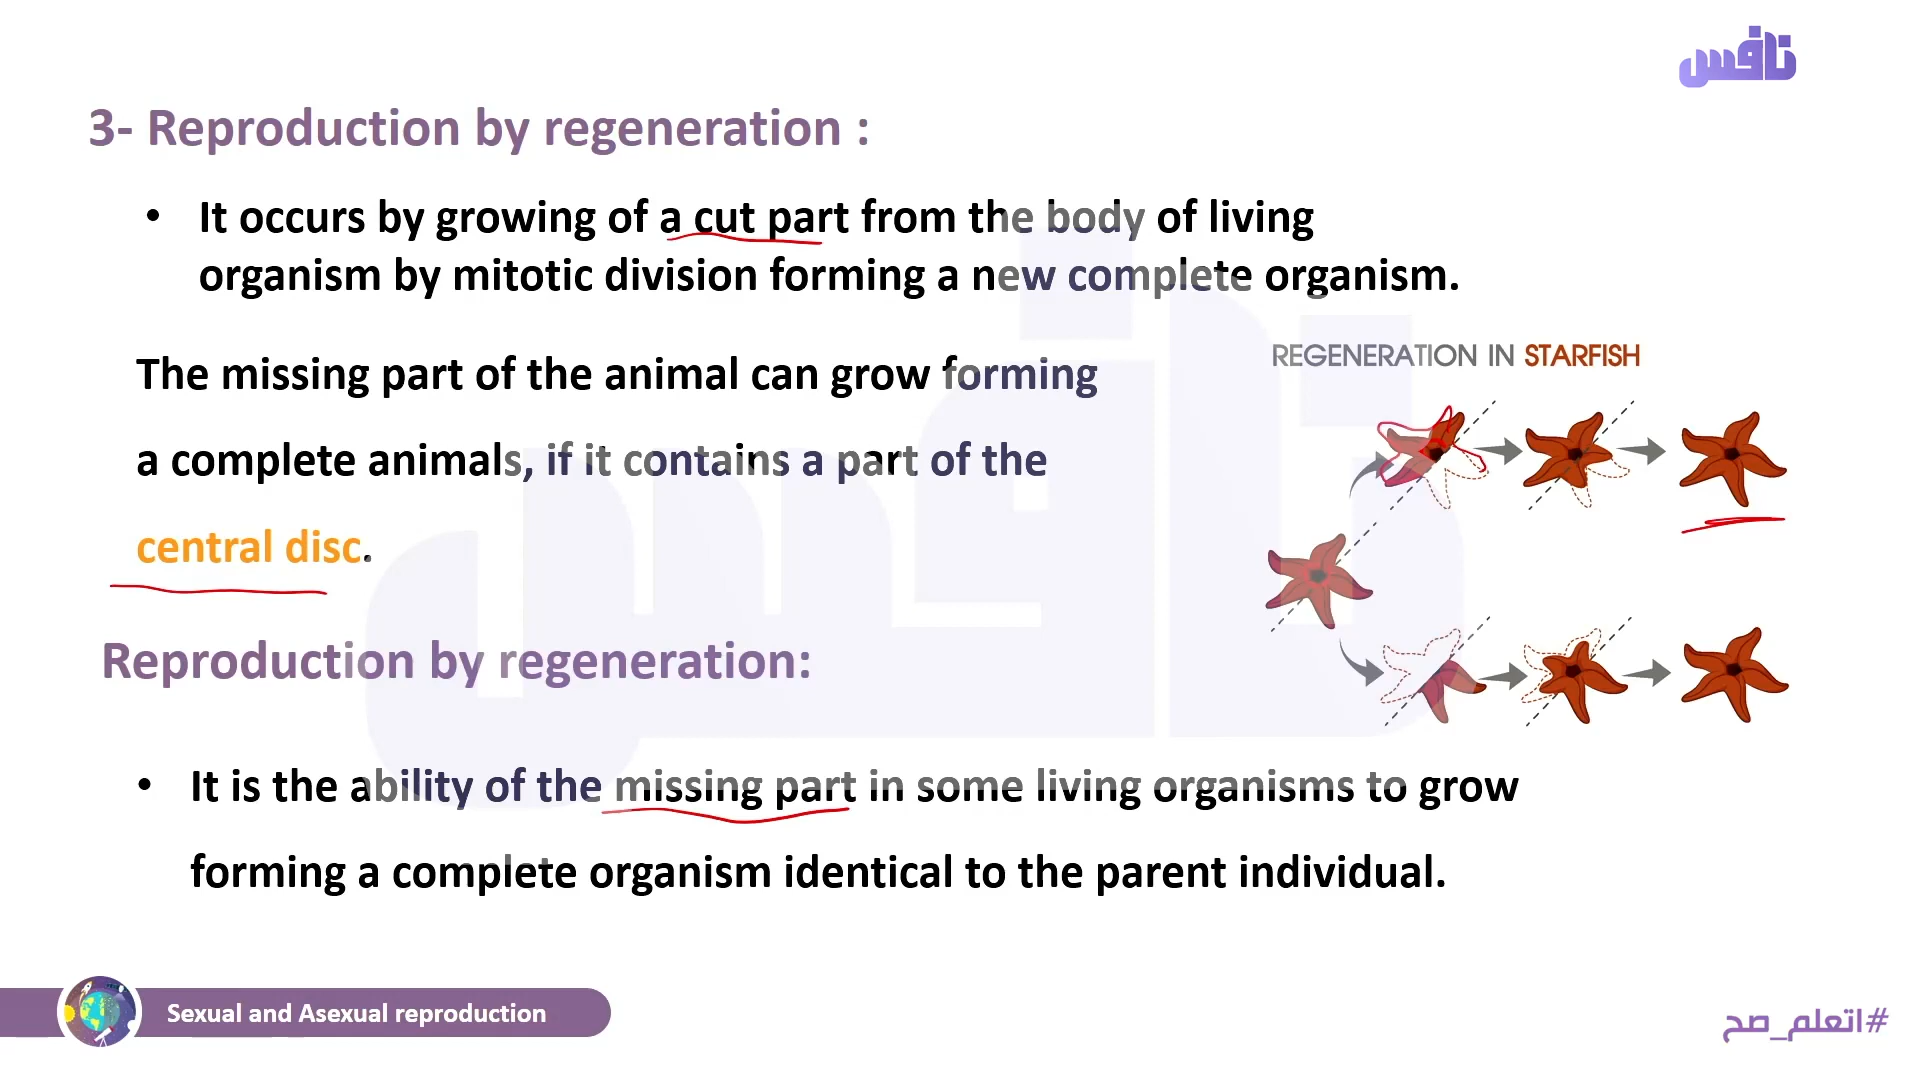 نافس
3- Reproduction by regeneration :
• It occurs by growing of a cut part from the body of living
organism by mitotic division forming a new complete organism.
The missing part of the animal can grow forming
a complete animals, if it contains a part of the
central disc.
REGENERATION IN STARFISH
Reproduction by regeneration:
• It is the ability of the missing part in some living organisms to grow
forming a complete organism identical to the parent individual.
Sexual and Asexual reproduction
#اتعلم_صح